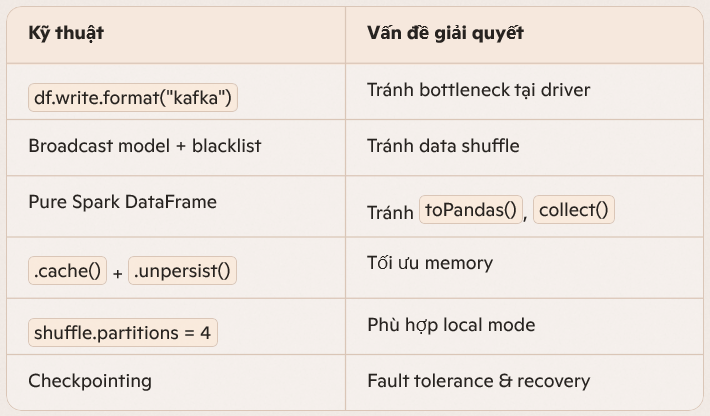 Kỹ thuật Vấn đề giải quyết
df.write.format("kafka") Tránh bottleneck tại driver
Broadcast model + blacklist Tránh data shuffle
Pure Spark DataFrame Tránh toPandas(), collect()
.cache() + .unpersist() Tối ưu memory
shuffle.partitions = 4 Phù hợp local mode
Checkpointing Fault tolerance & recovery